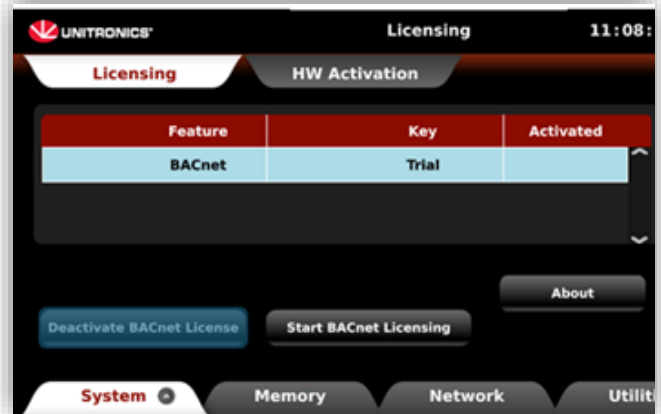 UNITRONICS® Licensing 11:08:
Licensing HW Activation
Feature Key Activated
BACnet Trial
About
Deactivate BACnet License Start BACnet Licensing
System Memory Network Utiliti